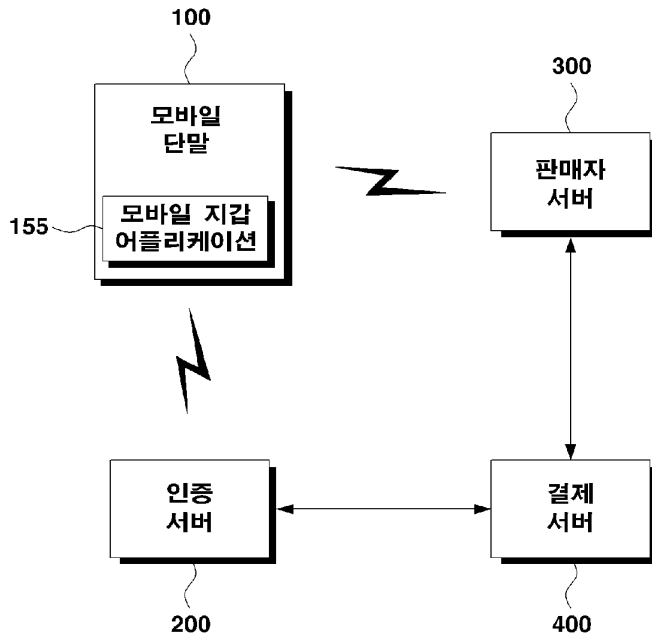 100
모바일
단말
155
모바일 지갑
어플리케이션
300
판매자
서버
인증
서버
200
결제
서버
400